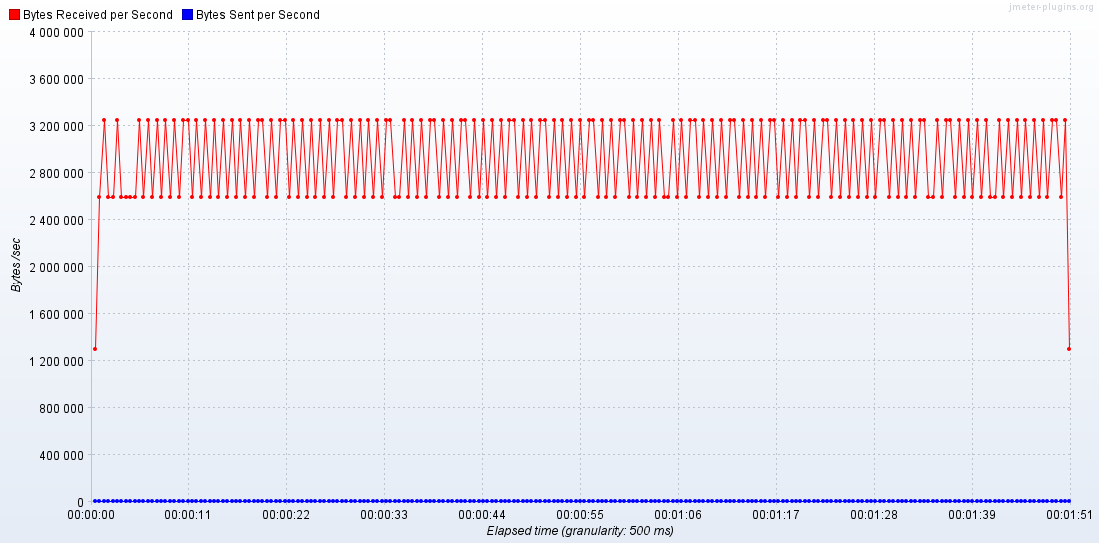 jmeter-plugins.org
Bytes Received per Second Bytes Sent per Second
4 000 000
3 600 000
3 200 000
2 800 000
2 400 000
2 000 000
1 600 000
1 200 000
800 000
400 000
0
Bytes /sec
00:00:00 00:00:11 00:00:22 00:00:33 00:00:44 00:00:55 00:01:06 00:01:17 00:01:28 00:01:39 00:01:51
Elapsed time (granularity: 500 ms)